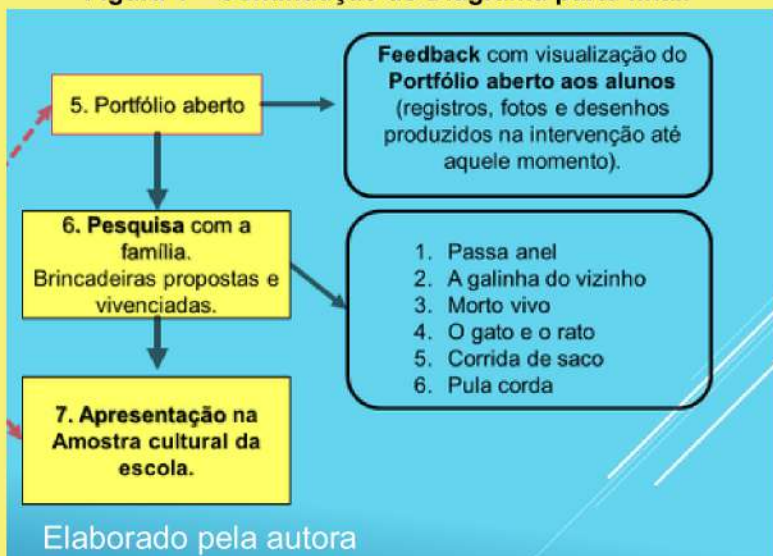 5. Portfólio aberto
Feedback com visualização do
Portfólio aberto aos alunos
(registros, fotos e desenhos
produzidos na intervenção até
aquele momento).
6. Pesquisa com a
família.
Brincadeiras propostas e
vivenciadas.
1. Passa anel
2. A galinha do vizinho
3. Morto vivo
4. O gato e o rato
5. Corrida de saco
6. Pula corda
7. Apresentação na
Amostra cultural da
escola.
Elaborado pela autora